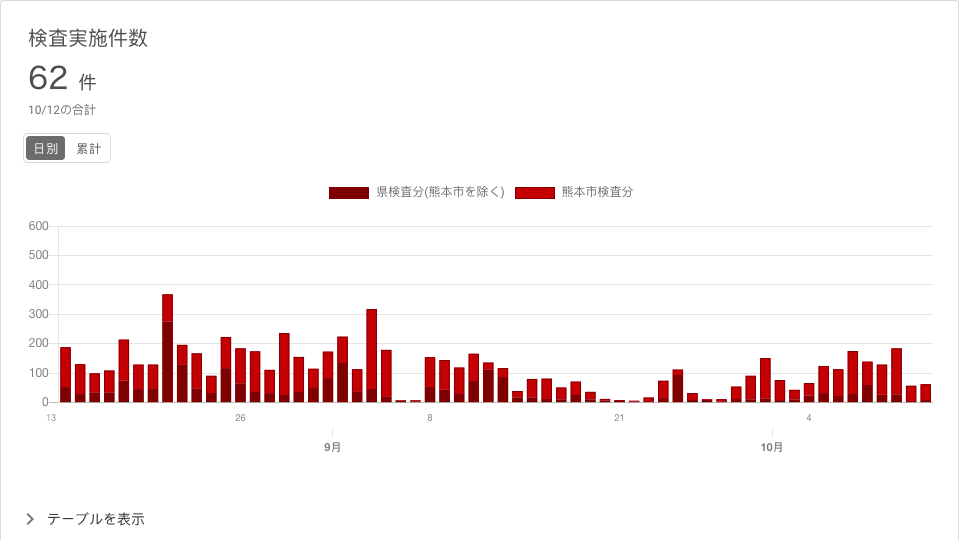 検査実施件数
62 件
10/12の合計
日別 累計
県検査分(熊本市を除く) 熊本市検査分
600
500
400
300
200
100
0
13 26 8 21 4
9月 10月
テーブルを表示